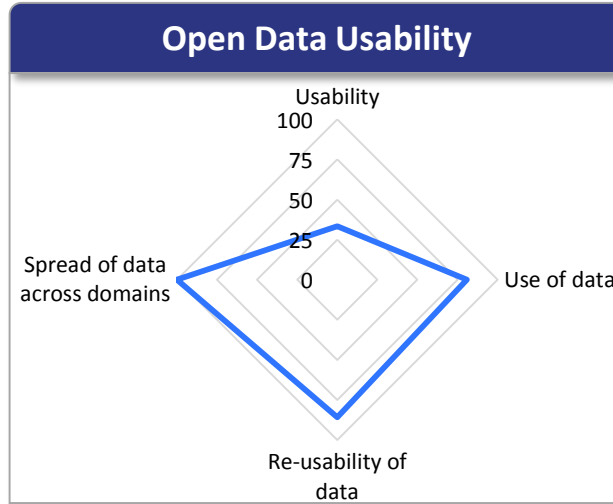 Open Data Usability
Usability
100
75
50
25
0
Spread of data
across domains
Use of data
Re-usability of
data